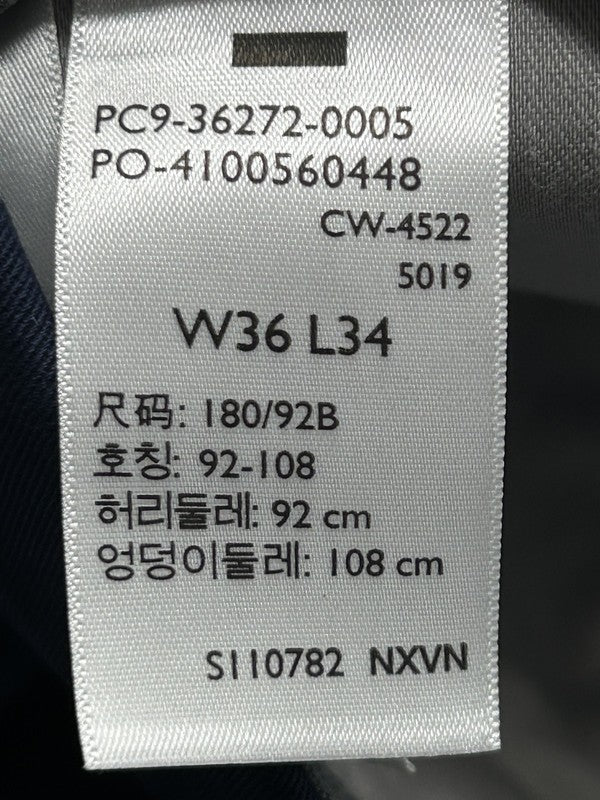 PC9-36272-0005
PO-4100560448
CW-4522
5019
W36 L34
尺码: 180/92B
호칭: 92-108
허리둘레: 92 cm
엉덩이둘레: 108 cm
S110782 NXVN